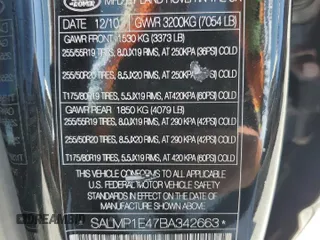 DATE 12/10 GVWR 3200KG (7054 LB)
GAWR FRONT 1530 KG (3373 LB)
255/55R19 TIRES, 8.0JX19 RIMS, AT 250KPA (36PSI) COLD
255/50R20 TIRES, 8.5JX20 RIMS, AT 250KPA COLD
T175/80R19 TIRES, 5.5JX19 RIMS, AT 420KPA (60PSI) COLD
GAWR REAR 1850 KG (4079 LB)
255/55R19 TIRES, 8.0JX19 RIMS, AT 290 KPA (42PSI) COLD
255/50R20 TIRES, 8.5JX20 RIMS, AT 290 KPA (42PSI) COLD
T175/80R19 TIRES, 5.5JX19 RIMS, AT 420 KPA (60PSI) COLD
THIS VEHICLE CONFORMS TO ALL APPLICABLE
FEDERAL MOTOR VEHICLE SAFETY
STANDARDS IN EFFECT
ON THE DATE OF MANUFACTURE SHOWN ABOVE
SALMP1E47BA342663*